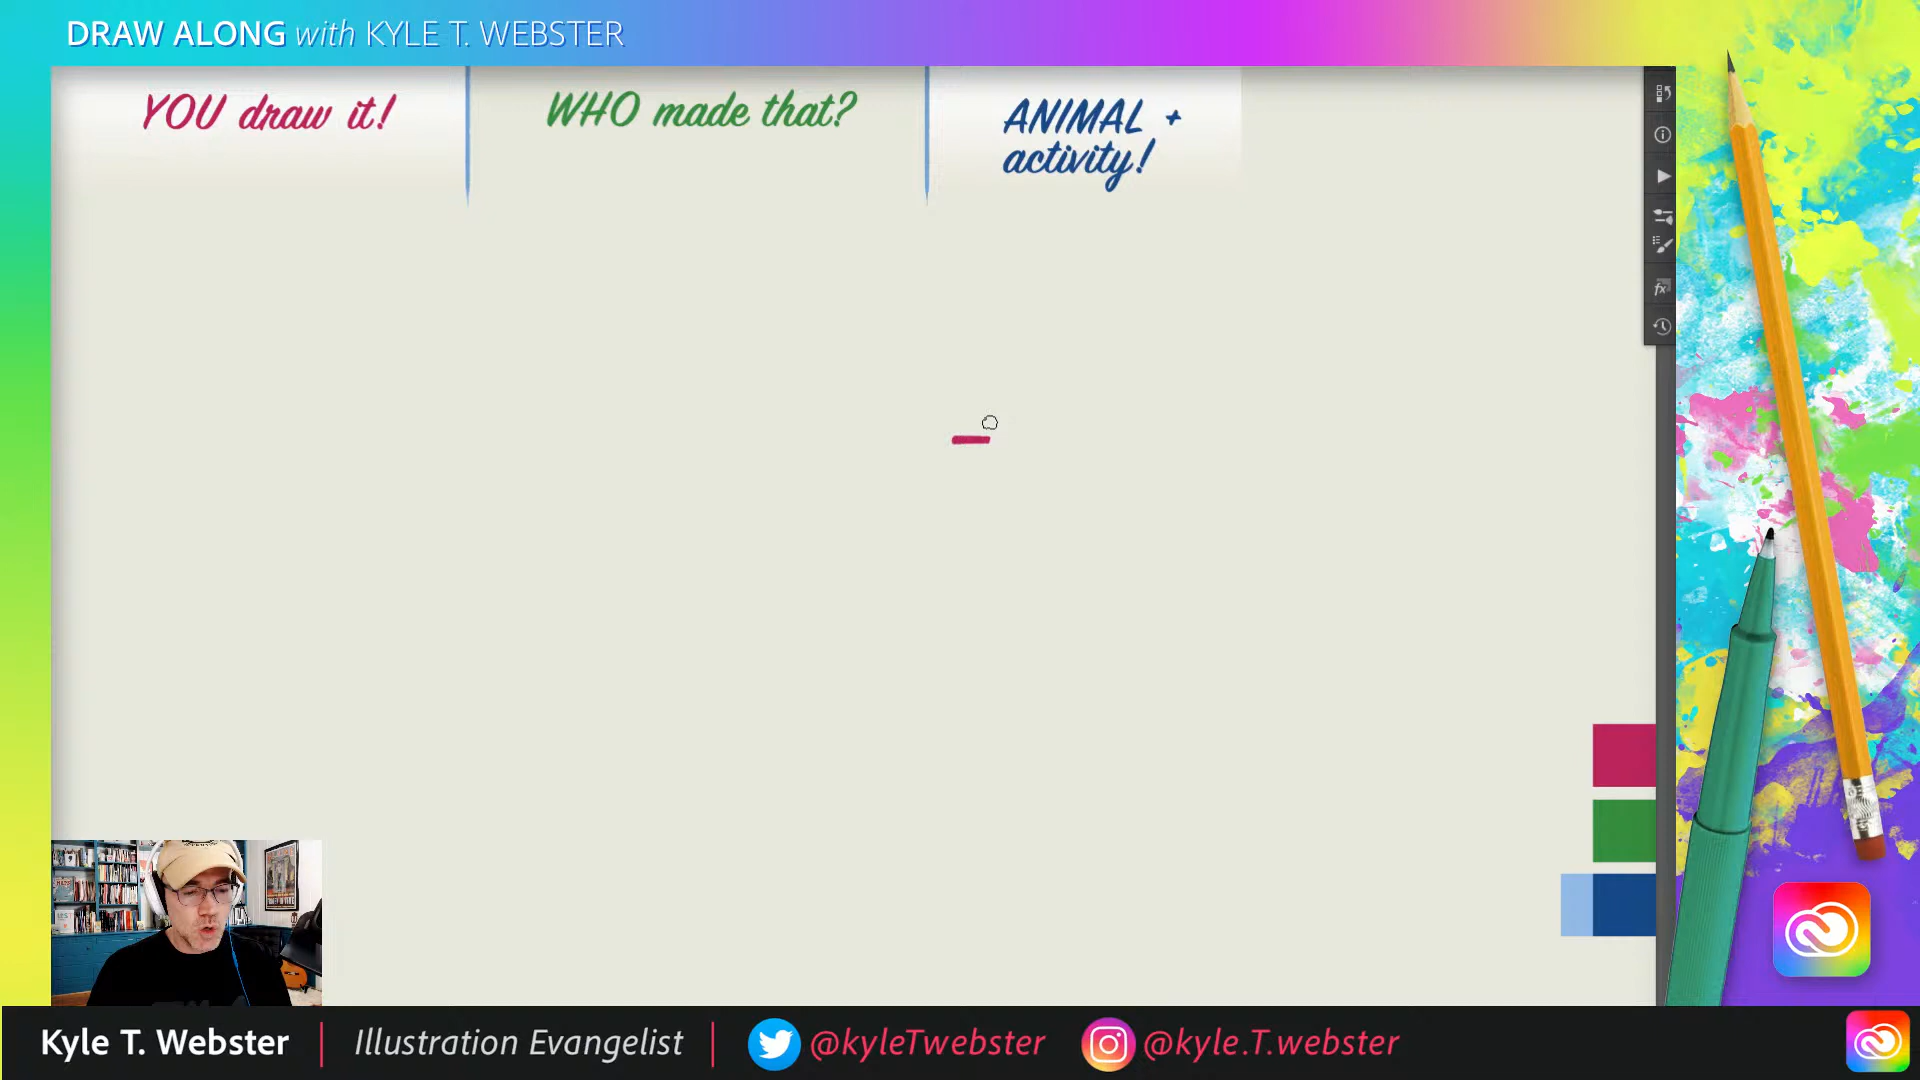 DRAW ALONG with KYLE T. WEBSTER
YOU draw it!
WHO made that?
ANIMAL +
activity!
Kyle T. Webster | Illustration Evangelist | @kyleTwebster @kyle.T.webster